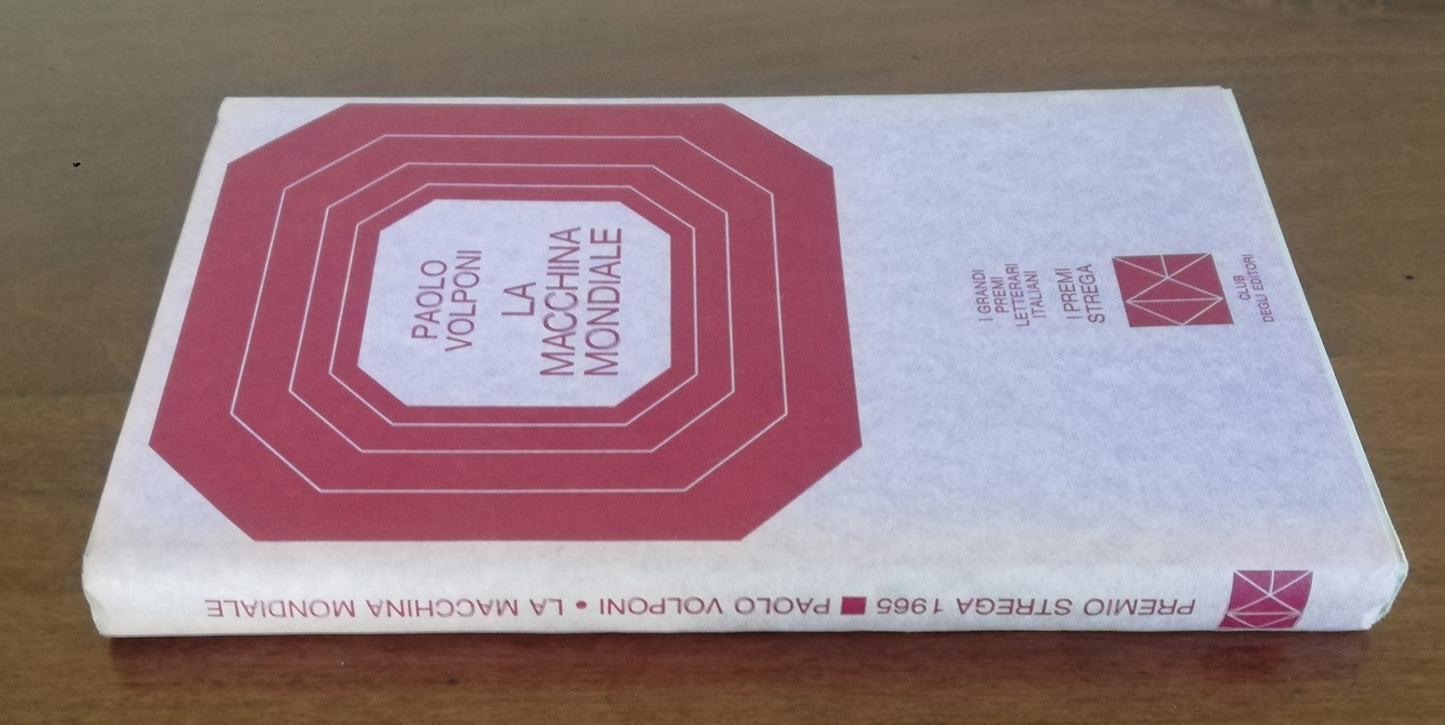 PAOLO
VOLPONI
LA
MACCHINA
MONDIALE
I GRANDI
PREMI
LETTERARI
ITALIANI
I PREMI
STREGA
CLUB
DEGLI EDITORI
PREMIO STREGA 1965 ■ PAOLO VOLPONI • LA MACCHINA MONDIALE